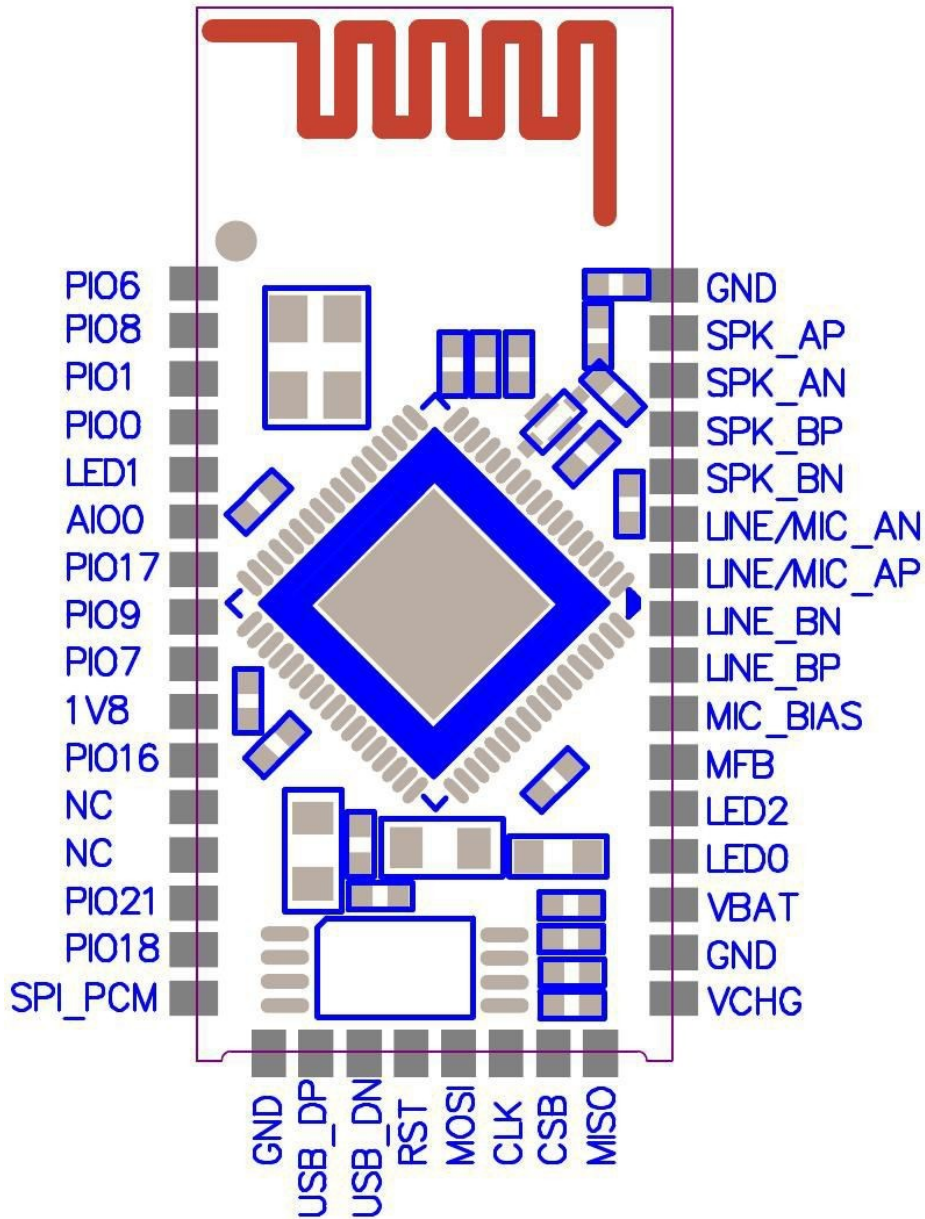 PIO6
PIO8
PIO1
PIO0
LED1
AIO0
PIO17
PIO9
PIO7
1V8
PIO16
NC
NC
PIO21
PIO18
SPI_PCM
GND
USB_DP
USB_DN
RST
MOSI
CLK
CSB
MISO
GND
SPK_AP
SPK_AN
SPK_BP
SPK_BN
LINE/MIC_AN
LINE/MIC_AP
LINE_BN
LINE_BP
MIC_BIAS
MFB
LED2
LED0
VBAT
GND
VCHG